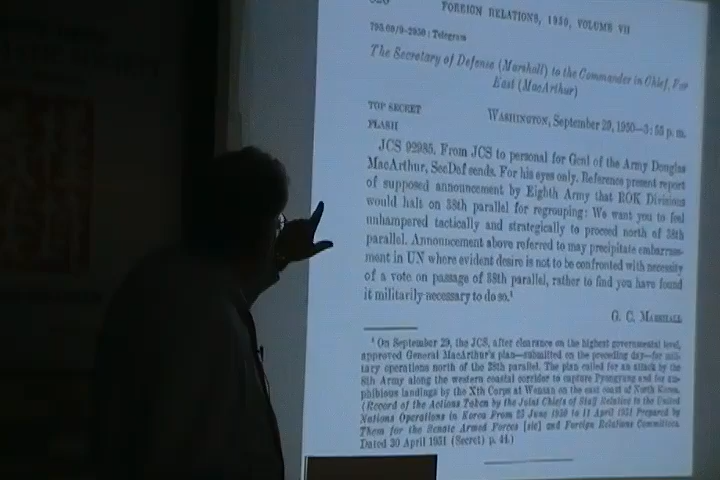 FOREIGN RELATIONS, 1950, VOLUME VII
795.00/9–2950 : Telegram
The Secretary of Defense (Marshall) to the Commander in Chief, Far
East (MacArthur)
TOP SECRET WASHINGTON, September 29, 1950—3:53 p. m.
FLASH
JCS 92985. From JCS to personal for Genl of the Army Douglas
MacArthur, SecDef sends. For his eyes only. Reference present report
of supposed announcement by Eighth Army that ROK Divisions
would halt on 38th parallel for regrouping: We want you to feel
unhampered tactically and strategically to proceed north of 38th
parallel. Announcement above referred to may precipitate embarrass-
ment in UN where evident desire is not to be confronted with necessity
of a vote on passage of 38th parallel, rather to find you have found
it militarily necessary to do so.¹
G. C. MARSHALL
¹ On September 29, the JCS, after clearance on the highest governmental level,
approved General MacArthur's plan—submitted on the preceding day—for mili-
tary operations north of the 38th parallel. The plan called for an attack by the
8th Army along the western coastal corridor to capture Pyongyang and for am-
phibious landings by the Xth Corps at Wonsan on the east coast of North Korea.
(Record of the Actions Taken by the Joint Chiefs of Staff Relative to the United
Nations Operations in Korea From 25 June 1950 to 11 April 1951 Prepared by
Them for the Senate Armed Forces [sic] and Foreign Relations Committees.
Dated 30 April 1951 (Secret) p. 44.)